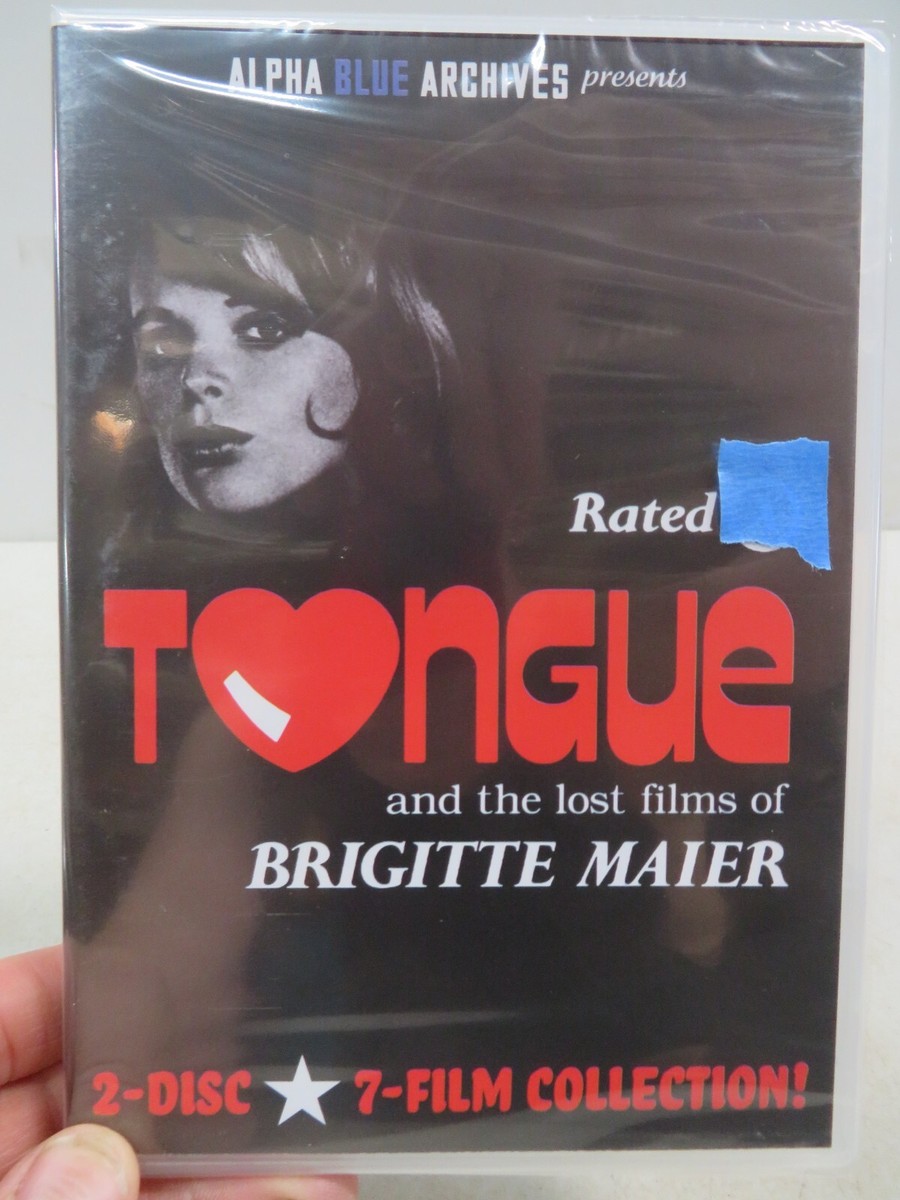 ALPHA BLUE ARCHIVES presents
Rated
TONGUE
and the lost films of
BRIGITTE MAIER
2-DISC ★ 7-FILM COLLECTION!